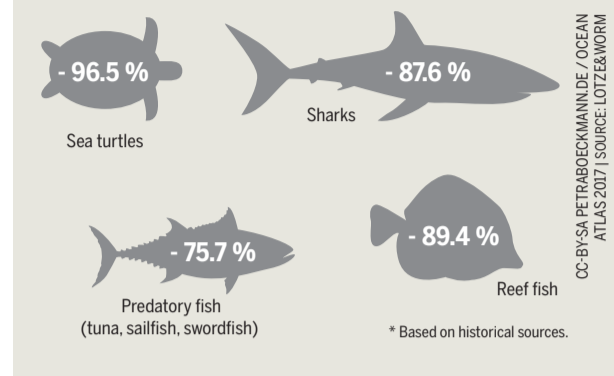 - 96.5 %
Sea turtles
- 87.6 %
Sharks
- 75.7 %
Predatory fish
(tuna, sailfish, swordfish)
- 89.4 %
Reef fish
* Based on historical sources.
CC-BY-SA PETRABOECKMANN.DE / OCEAN
ATLAS 2017 | SOURCE: LOTZE&WORM